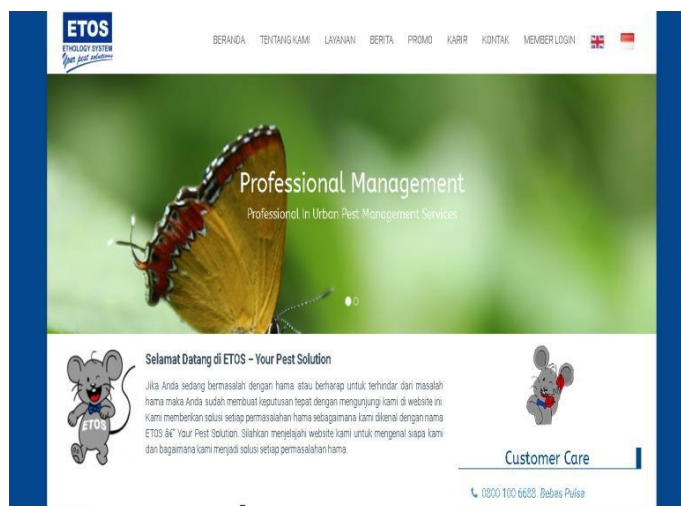 ETOS
ETHOLOGY SYSTEM
Your pest solutions
BERANDA TENTANG KAMI LAYANAN BERITA PROMO KARIR KONTAK MEMBER LOGIN
Professional Management
Professional In Urban Pest Management Services
Selamat Datang di ETOS – Your Pest Solution
Jika Anda sedang bermasalah dengan hama atau berharap untuk terhindar dari masalah
hama maka Anda sudah membuat keputusan tepat dengan mengunjungi kami di website ini.
Kami memberikan solusi setiap permasalahan hama sebagaimana kami dikenal dengan nama
ETOS â€“ Your Pest Solution. Silahkan menjelajahi website kami untuk mengenal siapa kami
dan bagaimana kami menjadi solusi setiap permasalahan hama.
ETOS
Customer Care
0800 100 6688 Bebas Pulsa